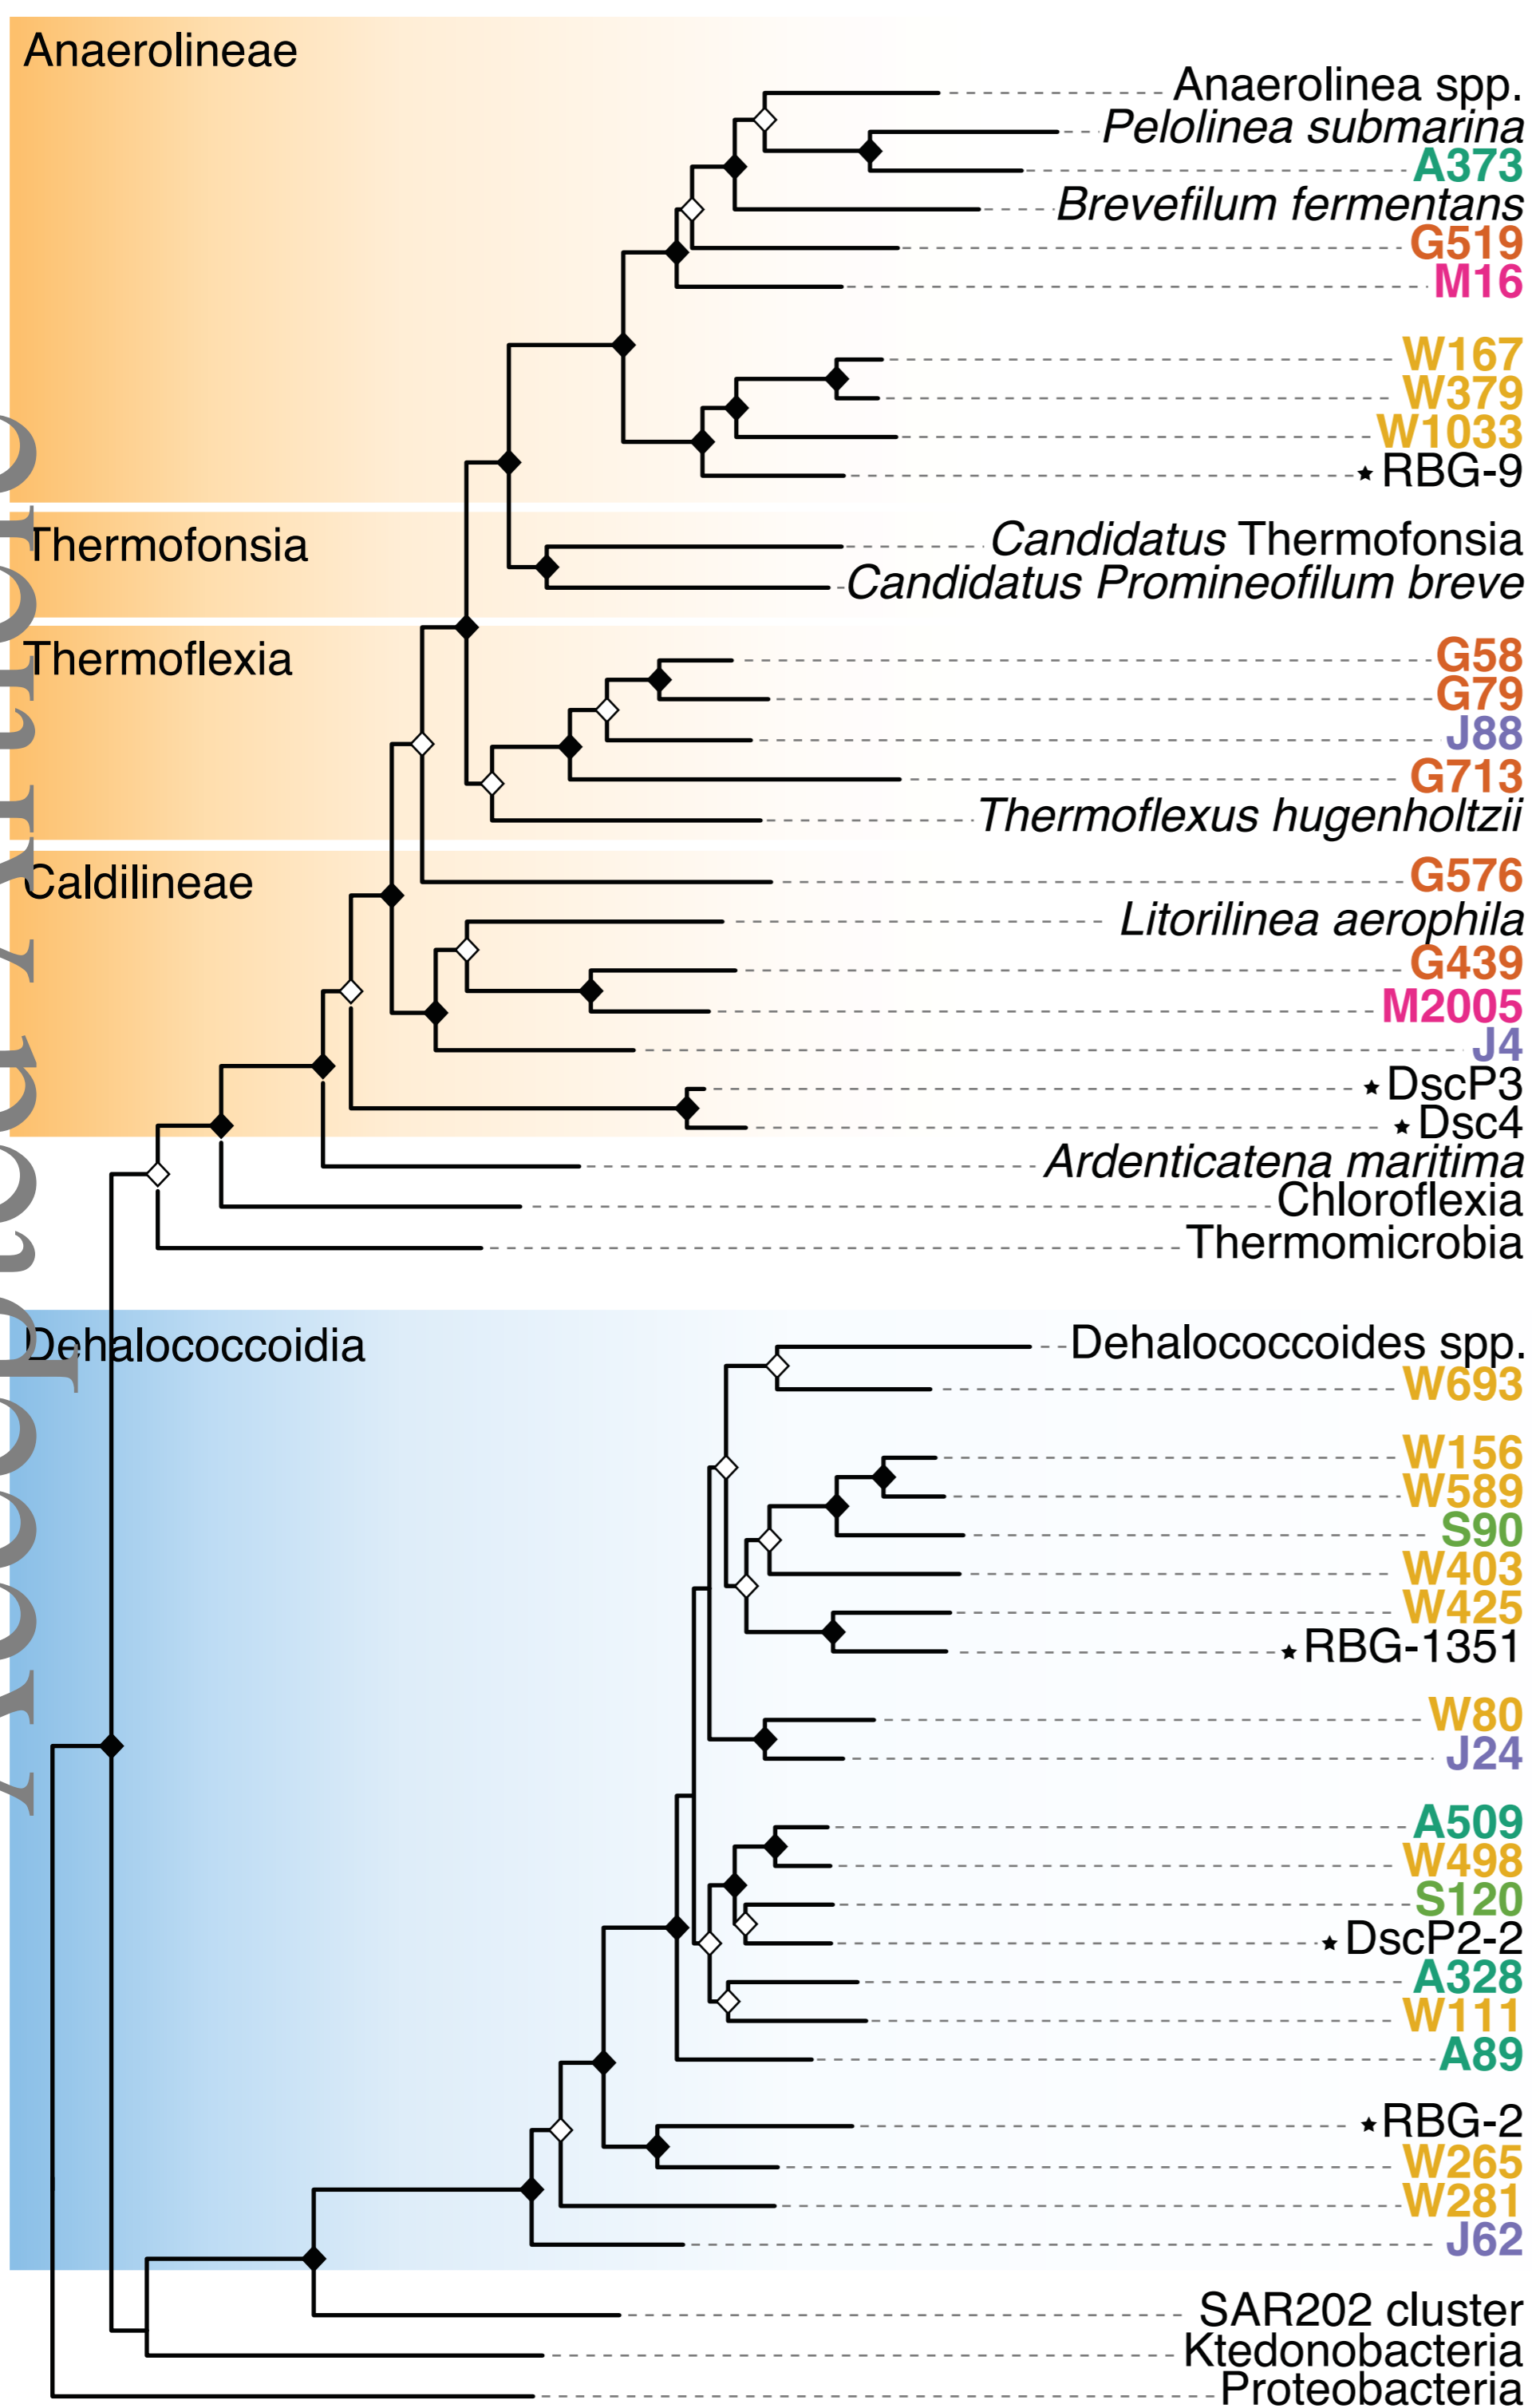 Anaerolineae
Anaerolinea spp.
Pelolinea submarina
A373
Brevefilum fermentans
G519
M16
W167
W379
W1033
★RBG-9
Thermofonsia
Candidatus Thermofonsia
Candidatus Promineofilum breve
Thermoflexia
G58
G79
J88
G713
Thermoflexus hugenholtzii
Caldilineae
G576
Litorilinea aerophila
G439
M2005
J4
★DscP3
★Dsc4
Ardenticatena maritima
Chloroflexia
Thermomicrobia
Dehalococcoidia
Dehalococcoides spp.
W693
W156
W589
S90
W403
W425
★RBG-1351
W80
J24
A509
W498
S120
★DscP2-2
A328
W111
A89
★RBG-2
W265
W281
J62
SAR202 cluster
Ktedonobacteria
Proteobacteria
Accepted Article